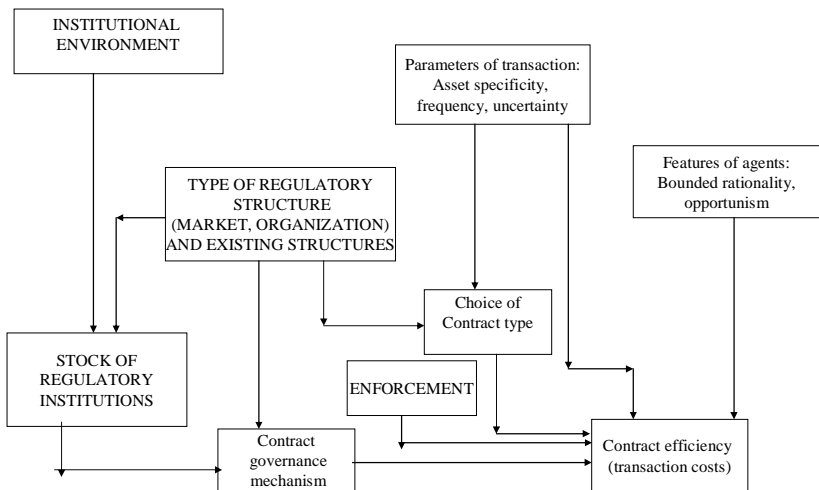 INSTITUTIONAL
ENVIRONMENT
Parameters of transaction:
Asset specificity,
frequency, uncertainty
Features of agents:
Bounded rationality,
opportunism
TYPE OF REGULATORY
STRUCTURE
(MARKET, ORGANIZATION)
AND EXISTING STRUCTURES
Choice of
Contract type
STOCK OF
REGULATORY
INSTITUTIONS
ENFORCEMENT
Contract
governance
mechanism
Contract efficiency
(transaction costs)